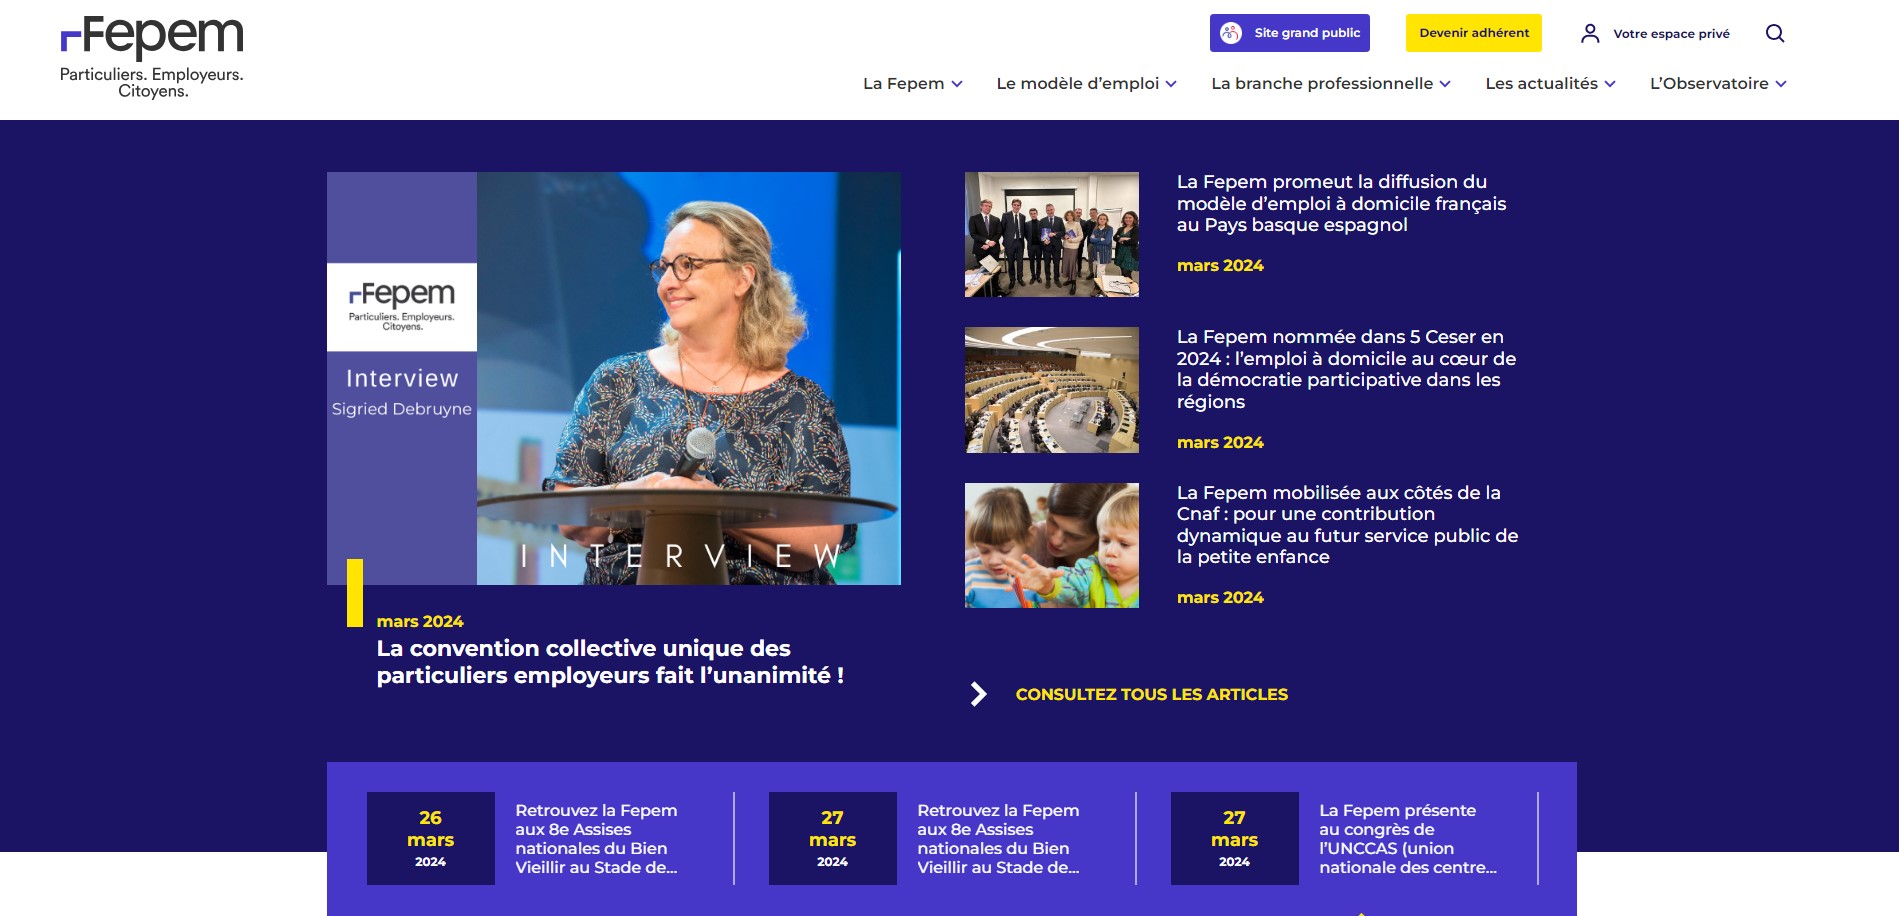 Fepem
Particuliers. Employeurs.
Citoyens.
Site grand public
Devenir adhérent
Votre espace privé
La Fepem
Le modèle d’emploi
La branche professionnelle
Les actualités
L’Observatoire
Fepem
Particuliers. Employeurs.
Citoyens.
Interview
Sigried Debruyne
INTERVIEW
mars 2024
La convention collective unique des
particuliers employeurs fait l’unanimité !
La Fepem promeut la diffusion du
modèle d’emploi à domicile français
au Pays basque espagnol
mars 2024
La Fepem nommée dans 5 Ceser en
2024 : l’emploi à domicile au cœur de
la démocratie participative dans les
régions
mars 2024
La Fepem mobilisée aux côtés de la
Cnaf : pour une contribution
dynamique au futur service public de
la petite enfance
mars 2024
CONSULTEZ TOUS LES ARTICLES
26
mars
2024
Retrouvez la Fepem
aux 8e Assises
nationales du Bien
Vieillir au Stade de...
27
mars
2024
Retrouvez la Fepem
aux 8e Assises
nationales du Bien
Vieillir au Stade de...
27
mars
2024
La Fepem présente
au congrès de
l’UNCCAS (union
nationale des centre...